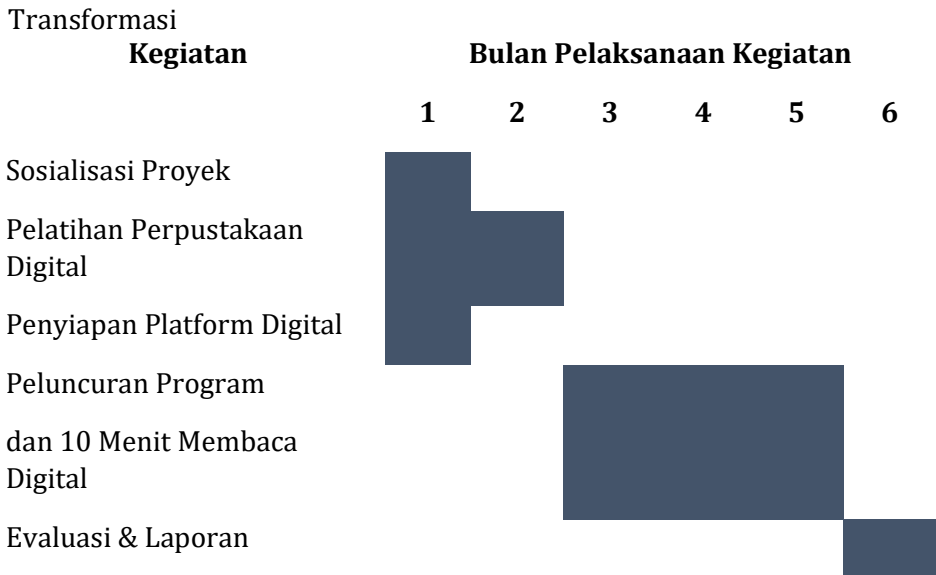 Transformasi
Kegiatan Bulan Pelaksanaan Kegiatan
1 2 3 4 5 6
Sosialisasi Proyek
Pelatihan Perpustakaan
Digital
Penyiapan Platform Digital
Peluncuran Program
dan 10 Menit Membaca
Digital
Evaluasi & Laporan